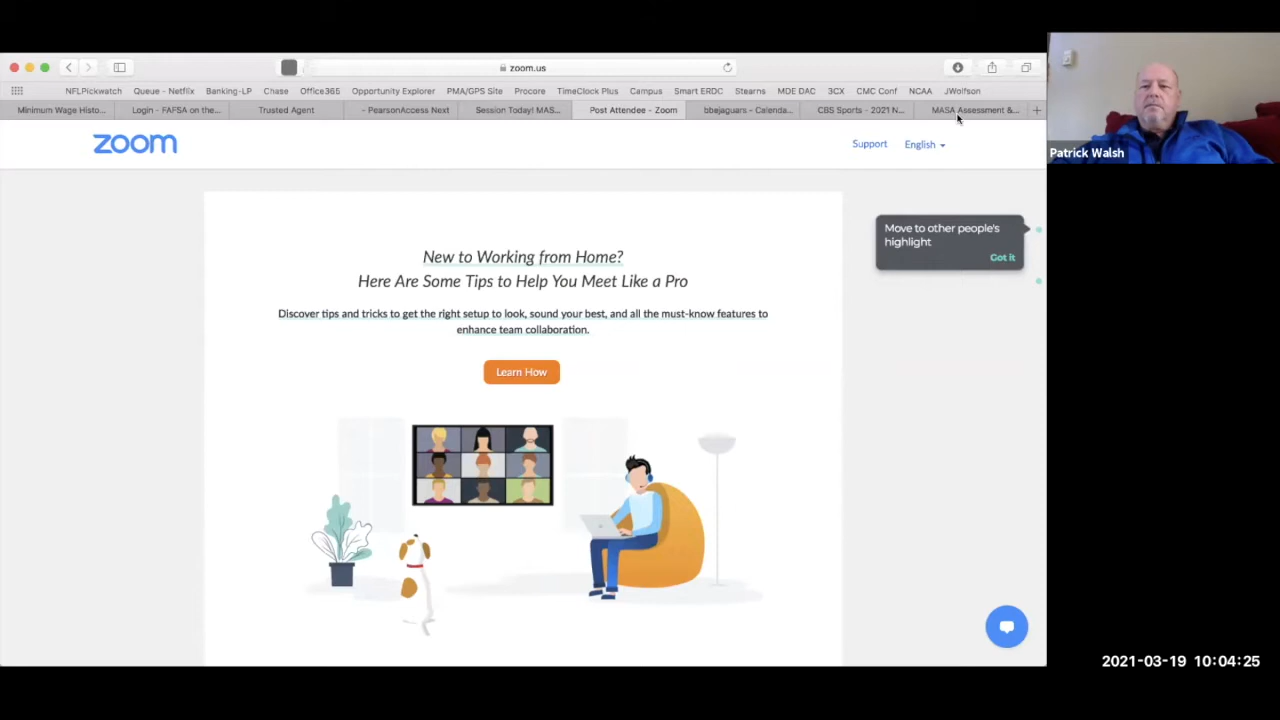 zoom.us
NFLPickwatch Queue - Netflix Banking-LP Chase Office365 Opportunity Explorer PMA/GPS Site Procore TimeClock Plus Campus Smart ERDC Stearns MDE DAC 3CX CMC Conf NCAA JWolfson
Minimum Wage Histo... Login - FAFSA on the... Trusted Agent - PearsonAccess Next Session Today! MAS... Post Attendee - Zoom bbejaguars - Calenda... CBS Sports - 2021 N... MASA Assessment &...
zoom
Support English
Patrick Walsh
Move to other people's
highlight
Got it
New to Working from Home?
Here Are Some Tips to Help You Meet Like a Pro
Discover tips and tricks to get the right setup to look, sound your best, and all the must-know features to
enhance team collaboration.
Learn How
2021-03-19 10:04:25